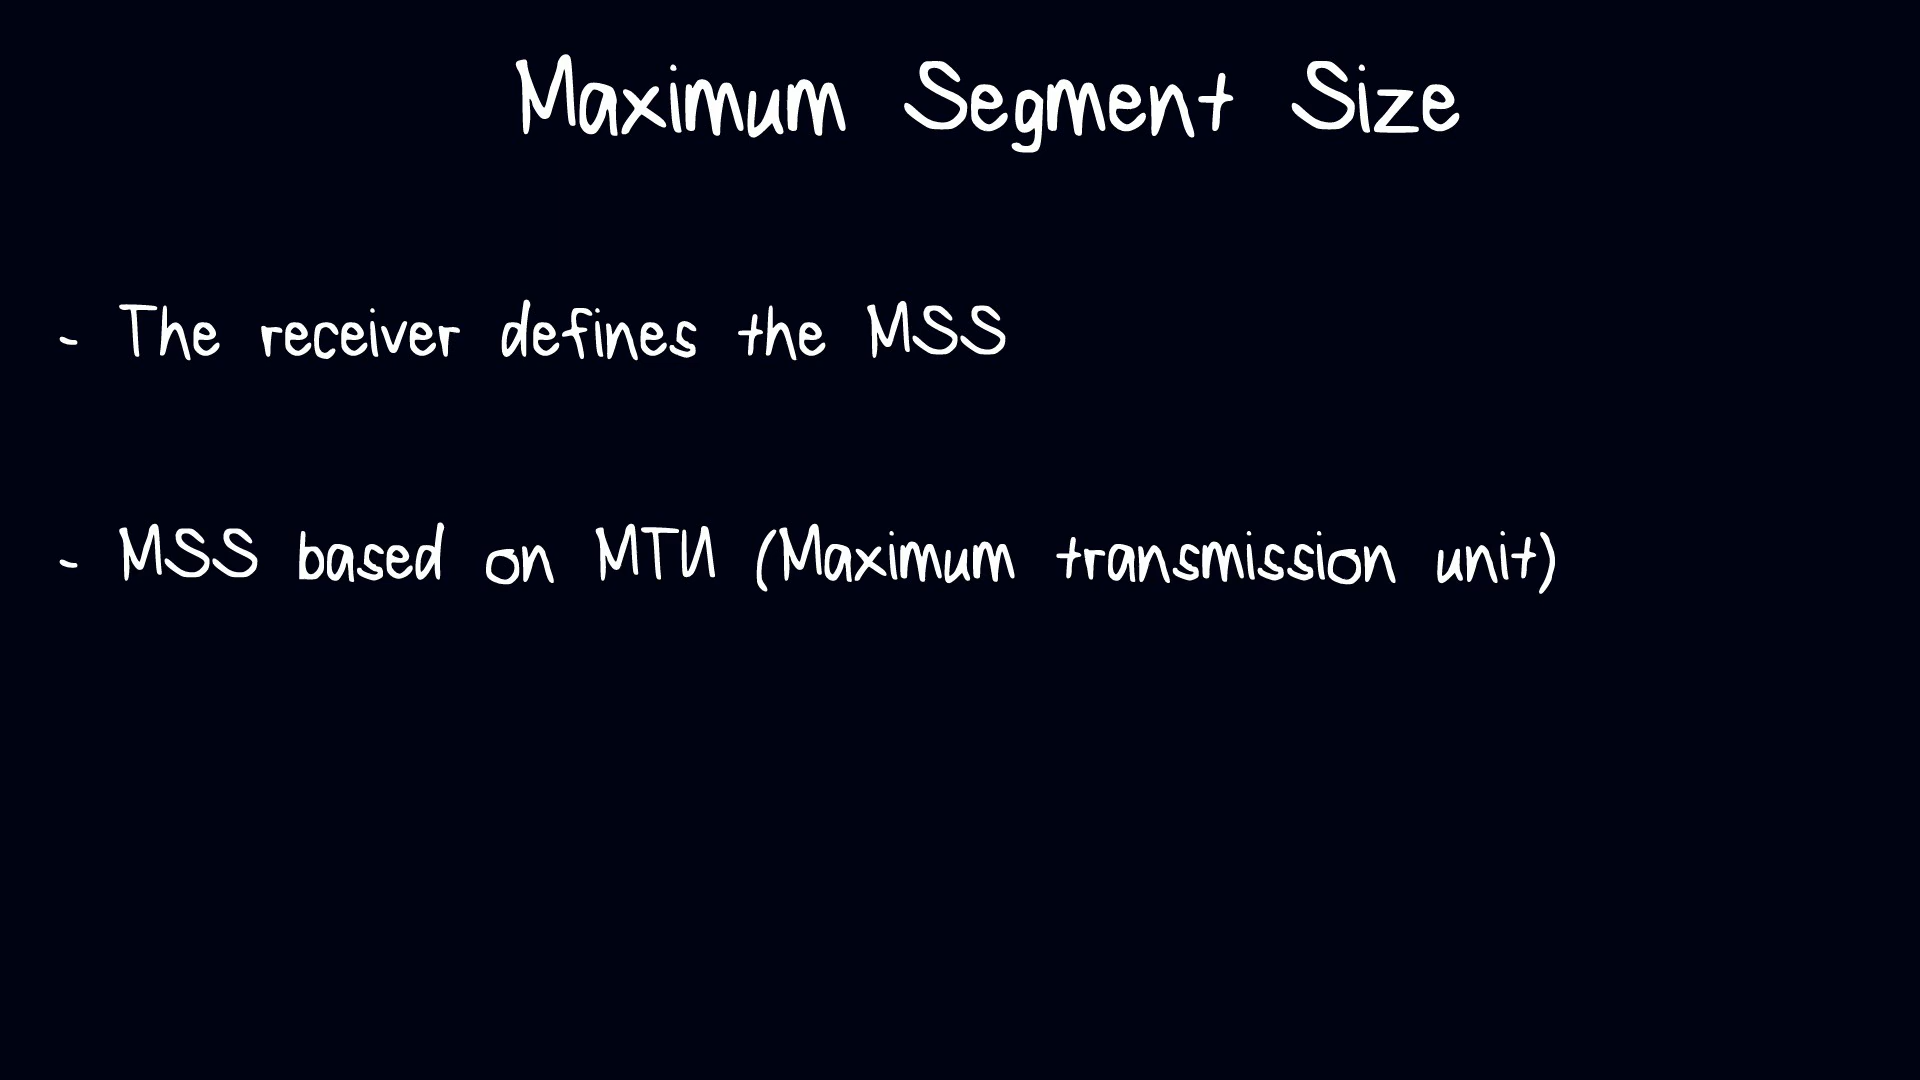 Maximum Segment Size
- The receiver defines the MSS
- MSS based on MTU (Maximum transmission unit)